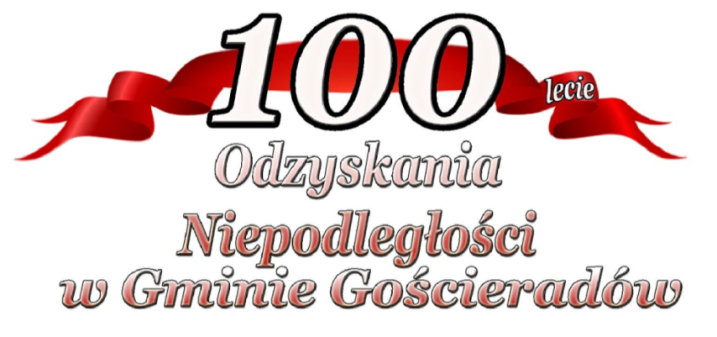 100
lecie
Odzyskania
Niepodległości
w Gminie Gościeradów